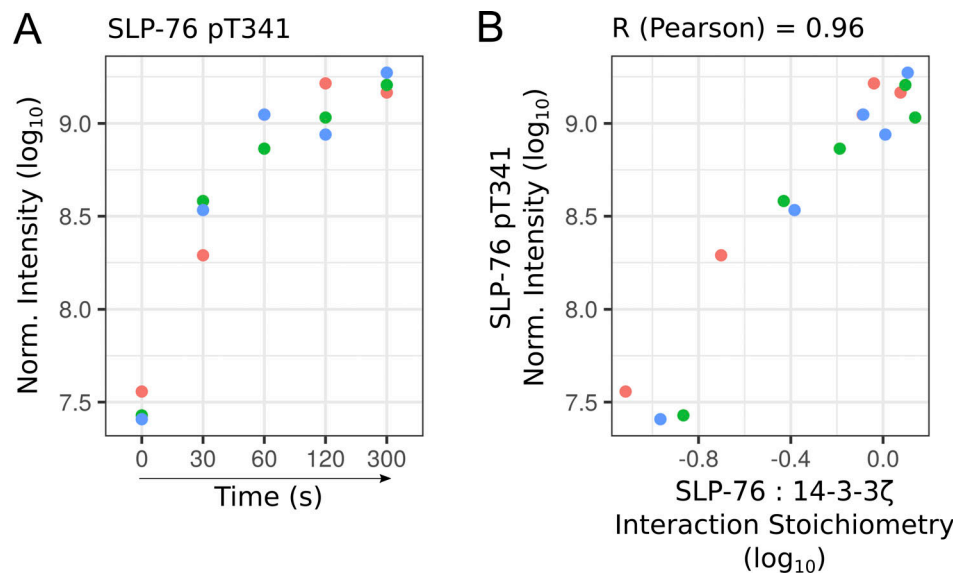 A
SLP-76 pT341
Norm. Intensity (log₁₀)
9.0
8.5
8.0
7.5
0 30 60 120 300
Time (s)
B
R (Pearson) = 0.96
SLP-76 pT341
Norm. Intensity (log₁₀)
9.0
8.5
8.0
7.5
-0.8 -0.4 0.0
SLP-76 : 14-3-3ζ
Interaction Stoichiometry
(log₁₀)